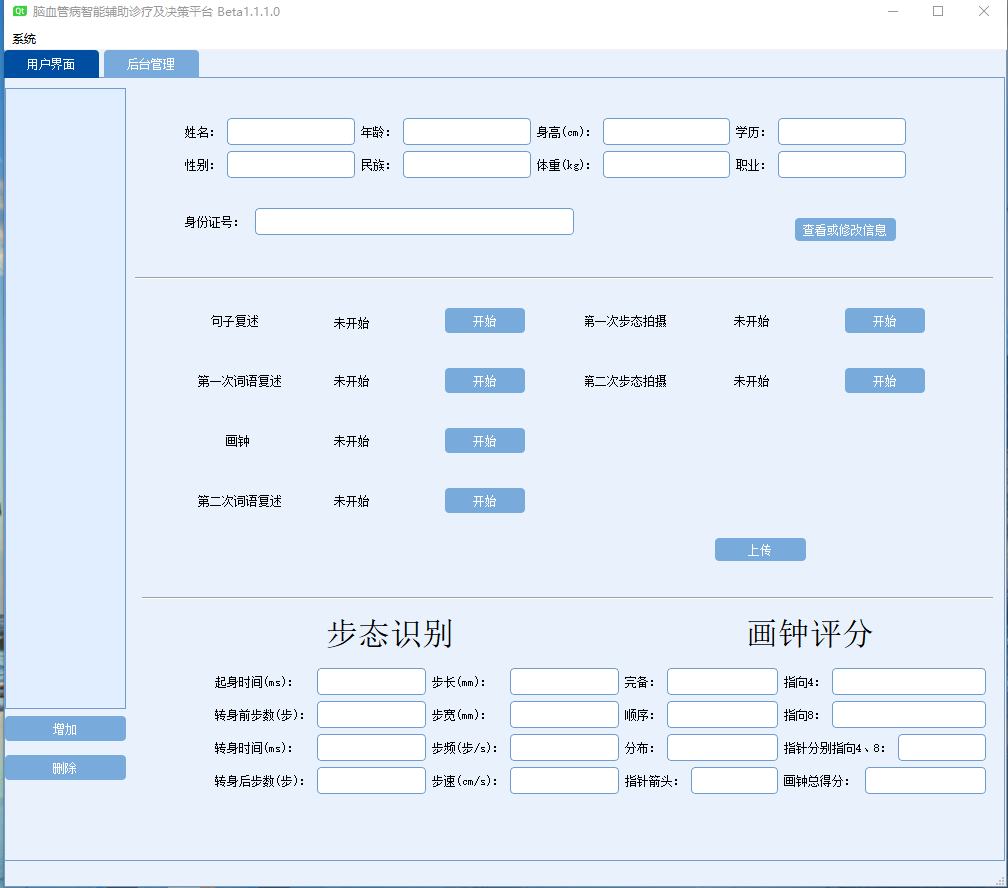 Qt 脑血管病智能辅助诊疗及决策平台 Beta1.1.1.0
系统
用户界面 后台管理
姓名: 年龄: 身高(cm): 学历:
性别: 民族: 体重(kg): 职业:
身份证号: 查看或修改信息
句子复述 未开始 开始 第一次步态拍摄 未开始 开始
第一次词语复述 未开始 开始 第二次步态拍摄 未开始 开始
画钟 未开始 开始
第二次词语复述 未开始 开始
上传
步态识别 画钟评分
起身时间(ms): 步长(mm): 完备: 指向4:
转身前步数(步): 步宽(mm): 顺序: 指向8:
转身时间(ms): 步频(步/s): 分布: 指针分别指向4、8:
转身后步数(步): 步速(cm/s): 指针箭头: 画钟总得分:
增加
删除